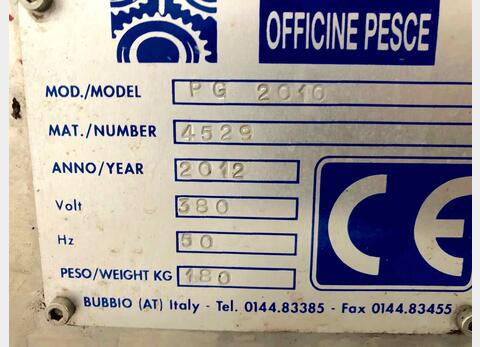 OFFICINE PESCE
MOD./MODEL PG 2010
MAT./NUMBER 4529
ANNO/YEAR 2012
Volt 380
Hz 50
PESO/WEIGHT KG 180
CE
BUBBIO (AT) Italy - Tel. 0144.83385 - Fax 0144.83455